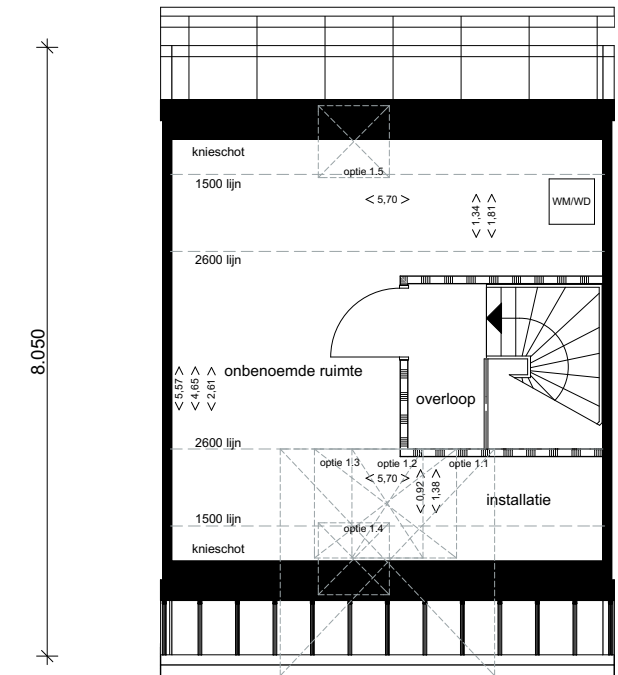 knieschot
optie 1.5
1500 lijn
< 5,70 >
< 1,34 >
< 1,81 >
WM/WD
2600 lijn
8.050
< 5,57 >
< 4,65 >
< 2,61 >
onbenoemde ruimte
overloop
2600 lijn
optie 1.3
optie 1.2
optie 1.1
< 5,70 >
< 0,92 >
< 1,38 >
installatie
1500 lijn
optie 1.4
knieschot